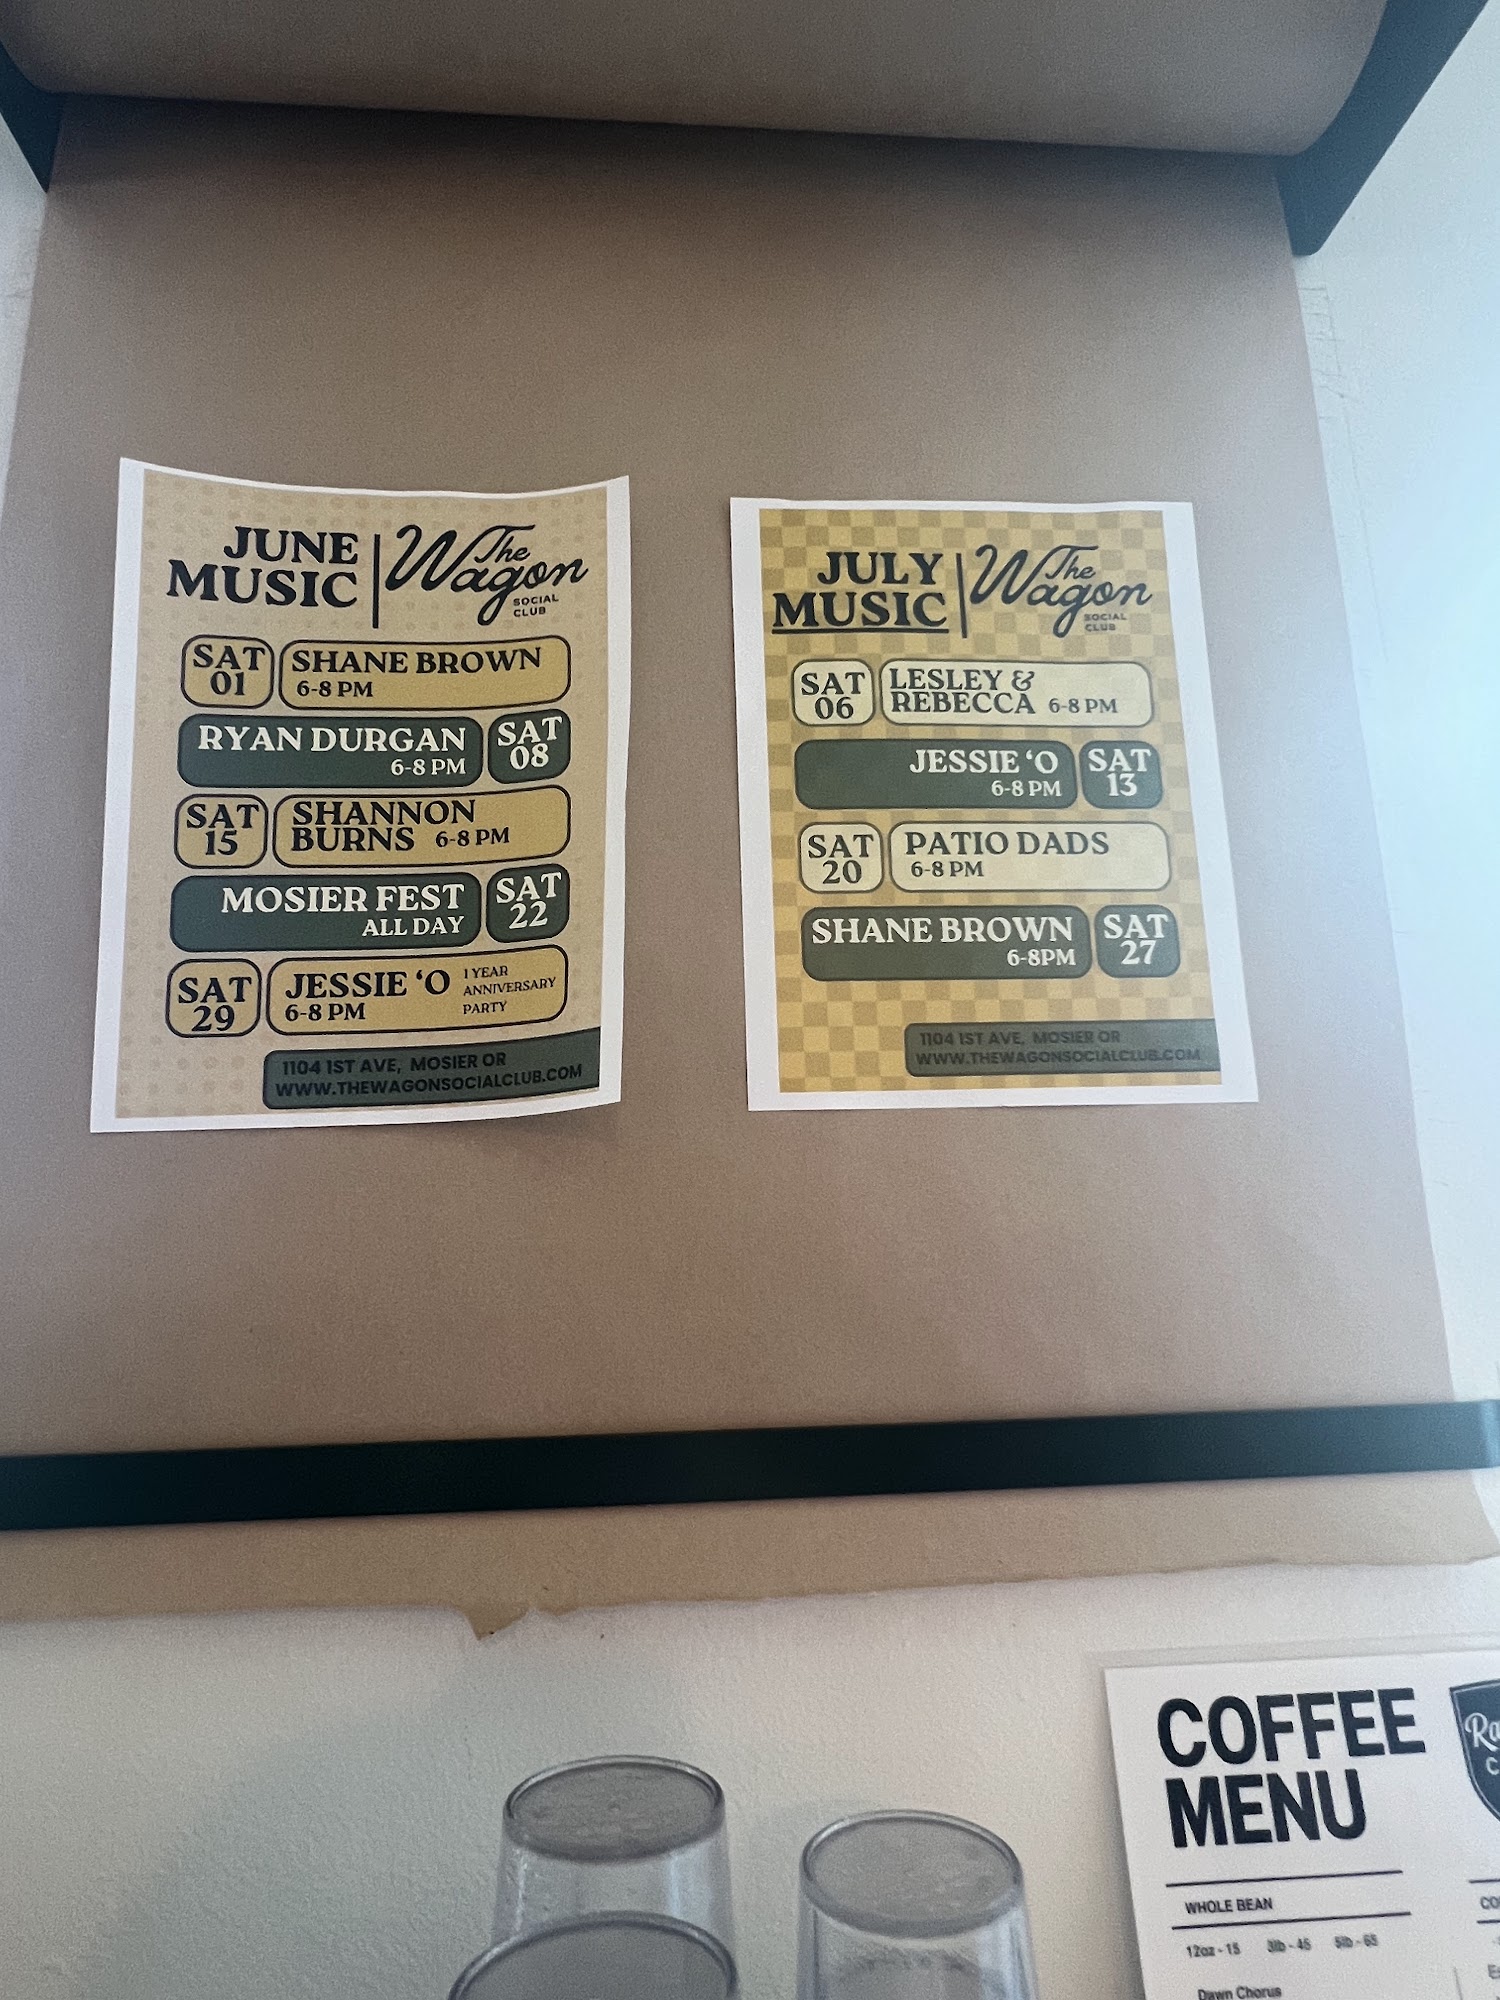 JUNE
MUSIC
The
Wagon
SOCIAL
CLUB
SAT
01
SHANE BROWN
6-8 PM
RYAN DURGAN
6-8 PM
SAT
08
SAT
15
SHANNON
BURNS 6-8 PM
MOSIER FEST
ALL DAY
SAT
22
SAT
29
JESSIE ‘O
6-8 PM
1 YEAR
ANNIVERSARY
PARTY
1104 1ST AVE, MOSIER OR
WWW.THEWAGONSOCIALCLUB.COM
JULY
MUSIC
The
Wagon
SOCIAL
CLUB
SAT
06
LESLEY &
REBECCA 6-8 PM
JESSIE ‘O
6-8 PM
SAT
13
SAT
20
PATIO DADS
6-8 PM
SHANE BROWN
6-8PM
SAT
27
1104 1ST AVE, MOSIER OR
WWW.THEWAGONSOCIALCLUB.COM
COFFEE
MENU
WHOLE BEAN
12oz - 15 3lb - 45 5lb - 65
Dawn Chorus